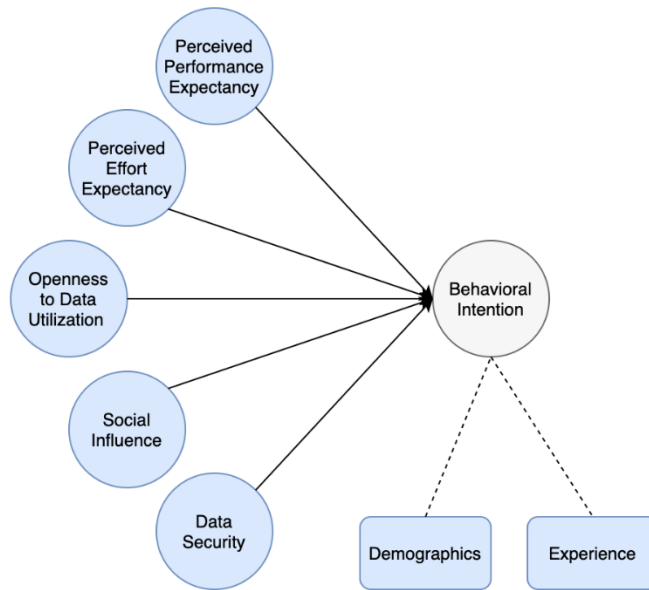 Perceived
Performance
Expectancy
Perceived
Effort
Expectancy
Openness
to Data
Utilization
Behavioral
Intention
Social
Influence
Data
Security
Demographics
Experience